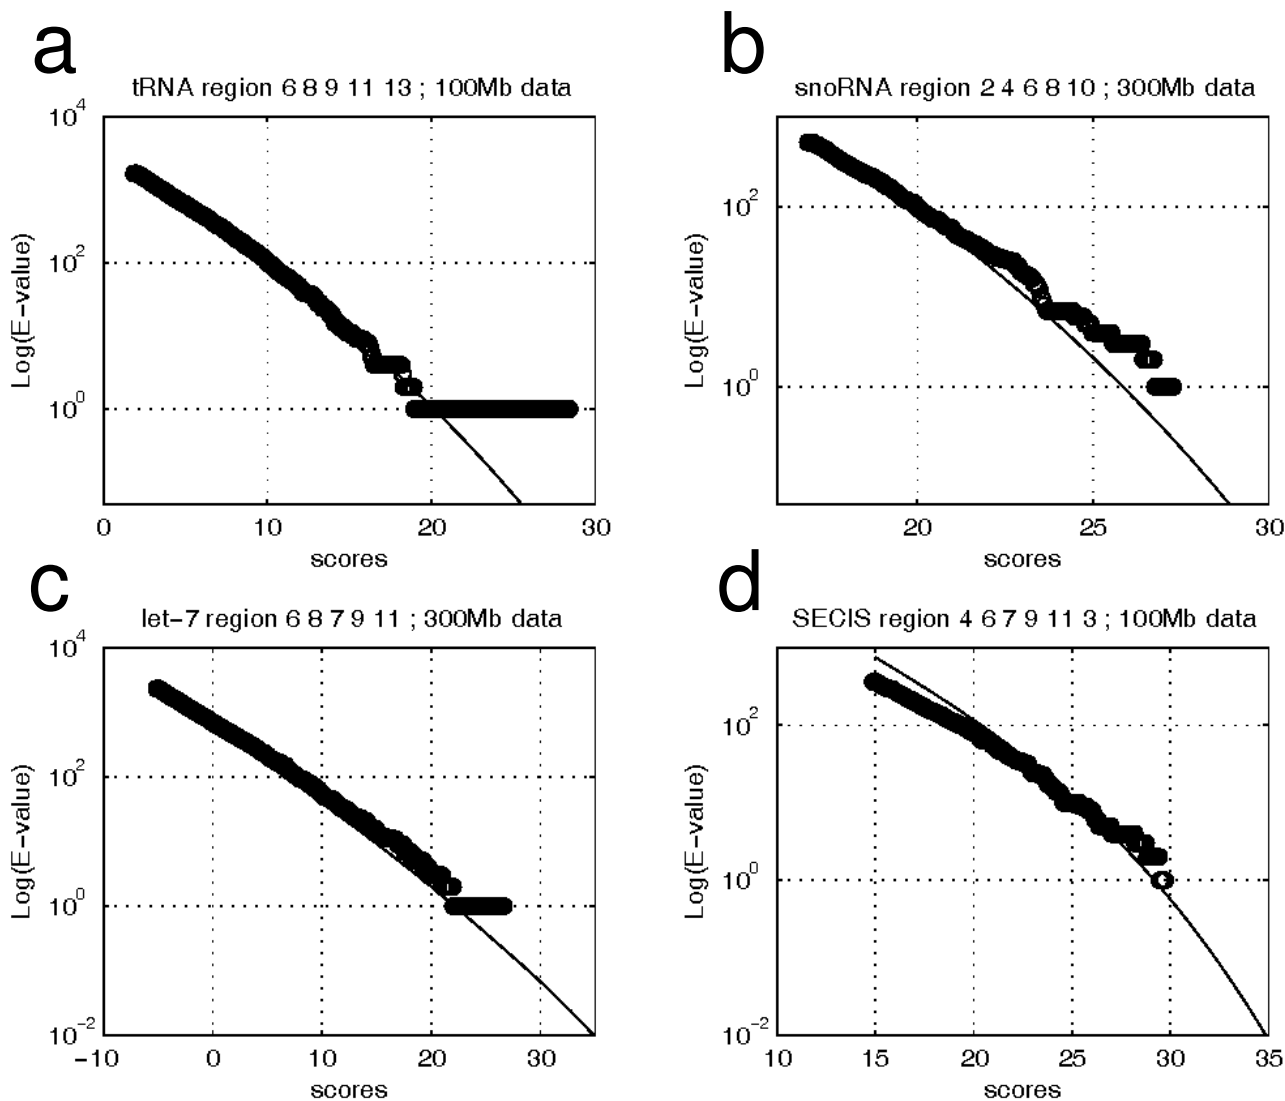 a
tRNA region 6 8 9 11 13 ; 100Mb data
10^4
10^2
10^0
Log(E-value)
0 10 20 30
scores
b
snoRNA region 2 4 6 8 10 ; 300Mb data
10^2
10^0
Log(E-value)
20 25 30
scores
c
let-7 region 6 8 7 9 11 ; 300Mb data
10^4
10^2
10^0
10^-2
Log(E-value)
-10 0 10 20 30
scores
d
SECIS region 4 6 7 9 11 3 ; 100Mb data
10^2
10^0
10^-2
Log(E-value)
10 15 20 25 30 35
scores